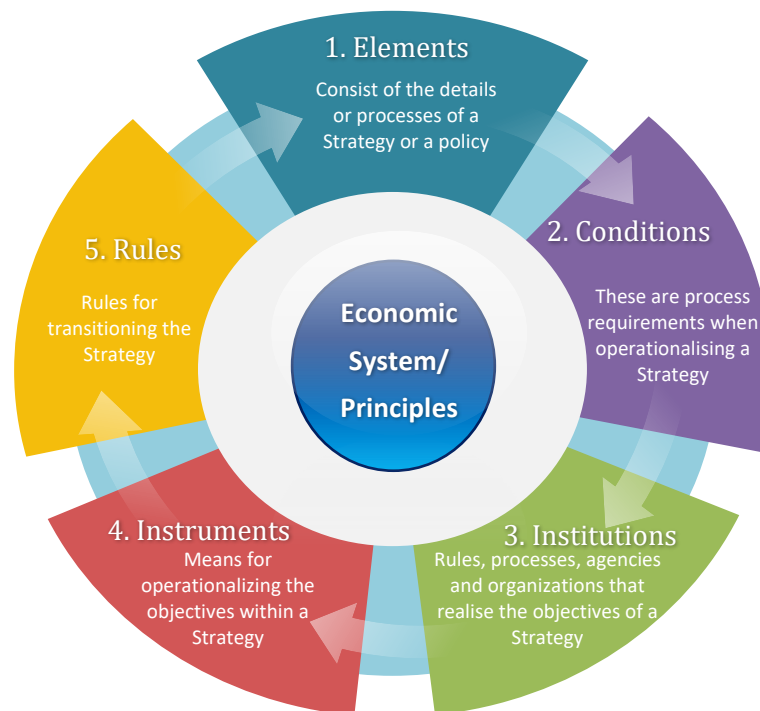 1. Elements
Consist of the details
or processes of a
Strategy or a policy
2. Conditions
These are process
requirements when
operationalising a
Strategy
3. Institutions
Rules, processes, agencies
and organizations that
realise the objectives of a
Strategy
4. Instruments
Means for
operationalizing the
objectives within a
Strategy
5. Rules
Rules for
transitioning the
Strategy
Economic
System/
Principles